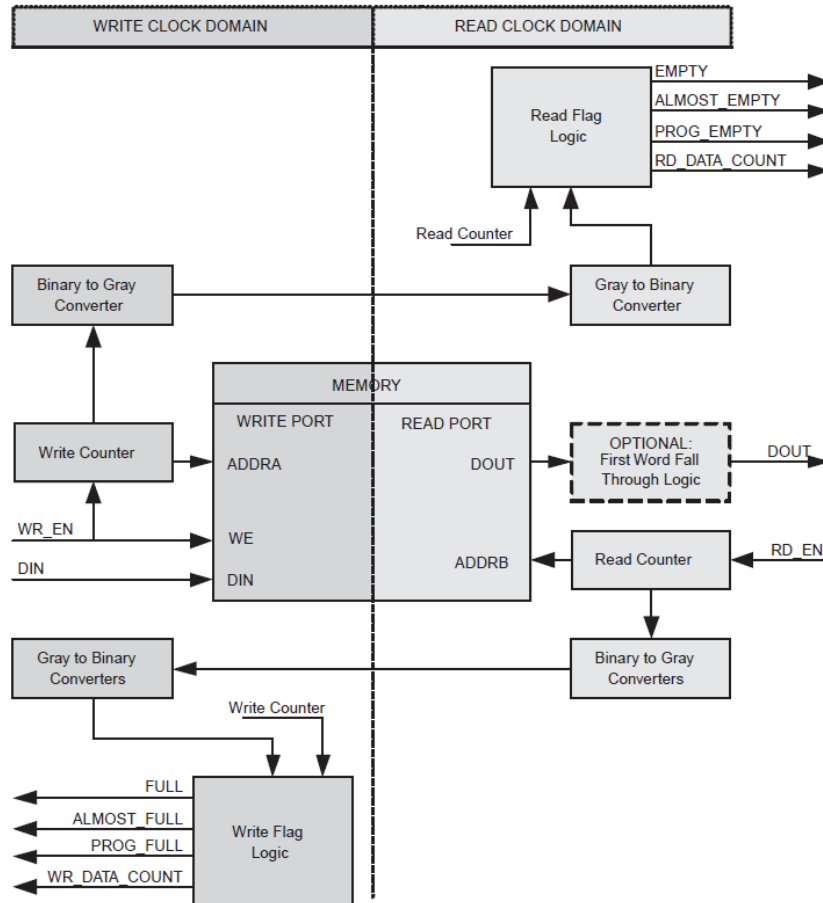 WRITE CLOCK DOMAIN
READ CLOCK DOMAIN
Read Flag
Logic
EMPTY
ALMOST_EMPTY
PROG_EMPTY
RD_DATA_COUNT
Read Counter
Binary to Gray
Converter
Gray to Binary
Converter
MEMORY
WRITE PORT
READ PORT
Write Counter
ADDRA
DOUT
OPTIONAL:
First Word Fall
Through Logic
DOUT
WR_EN
WE
DIN
DIN
ADDRB
Read Counter
RD_EN
Gray to Binary
Converters
Binary to Gray
Converters
Write Counter
FULL
ALMOST_FULL
PROG_FULL
WR_DATA_COUNT
Write Flag
Logic